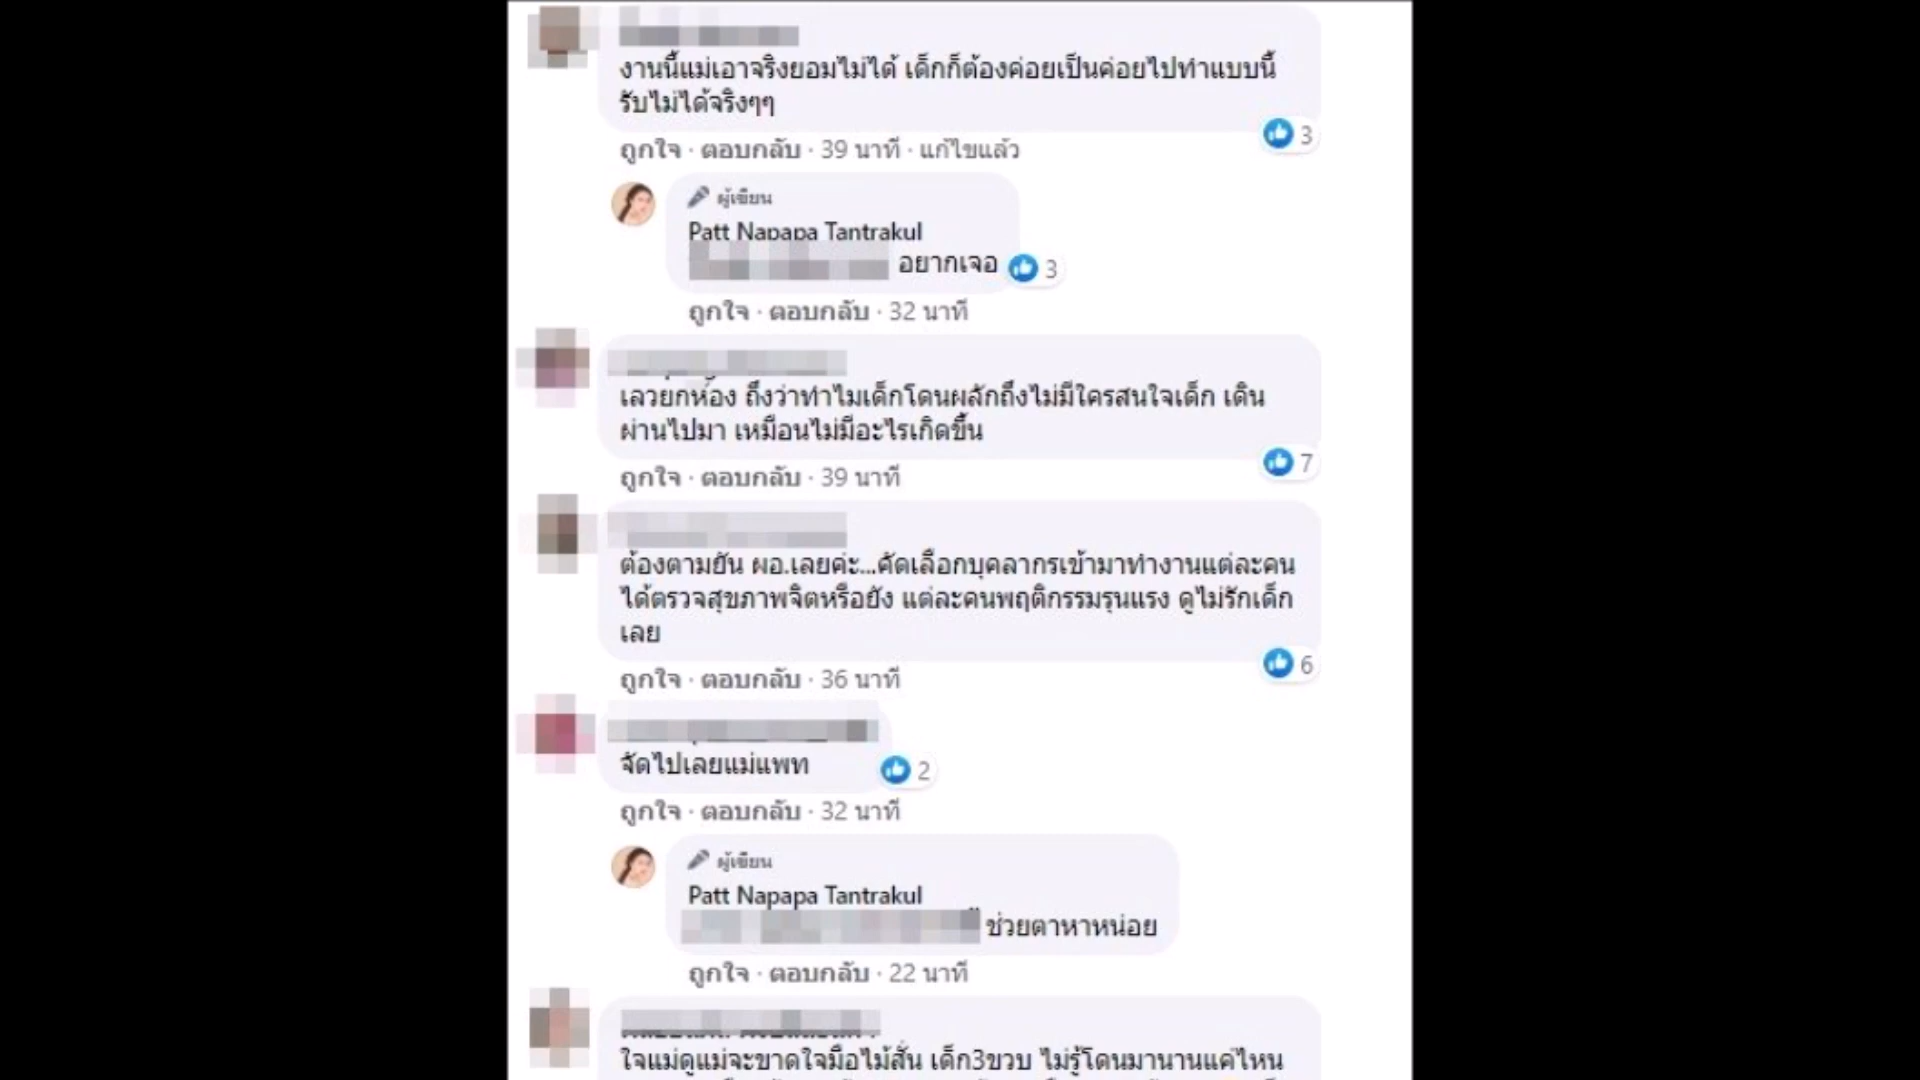 งานนี้แม่เอาจริงยอมไม่ได้ เด็กก็ต้องค่อยเป็นค่อยไปทำแบบนี้
รับไม่ได้จริงๆๆ
3
ถูกใจ · ตอบกลับ · 39 นาที · แก้ไขแล้ว
ผู้เขียน
Patt Napapa Tantrakul
อยากเจอ
3
ถูกใจ · ตอบกลับ · 32 นาที
เลวยกห้อง ถึงว่าทำไมเด็กโดนผลักถึงไม่มีใครสนใจเด็ก เดิน
ผ่านไปมา เหมือนไม่มีอะไรเกิดขึ้น
7
ถูกใจ · ตอบกลับ · 39 นาที
ต้องตามยัน ผอ.เลยค่ะ...คัดเลือกบุคลากรเข้ามาทำงานแต่ละคน
ได้ตรวจสุขภาพจิตหรือยัง แต่ละคนพฤติกรรมรุนแรง ดูไม่รักเด็ก
เลย
6
ถูกใจ · ตอบกลับ · 36 นาที
จัดไปเลยแม่แพท
2
ถูกใจ · ตอบกลับ · 32 นาที
ผู้เขียน
Patt Napapa Tantrakul
ช่วยตาหาหน่อย
ถูกใจ · ตอบกลับ · 22 นาที
ใจแม่ดูแม่จะขาดใจมือไม้สั่น เด็ก3ขวบ ไม่รู้โดนมานานแค่ไหน